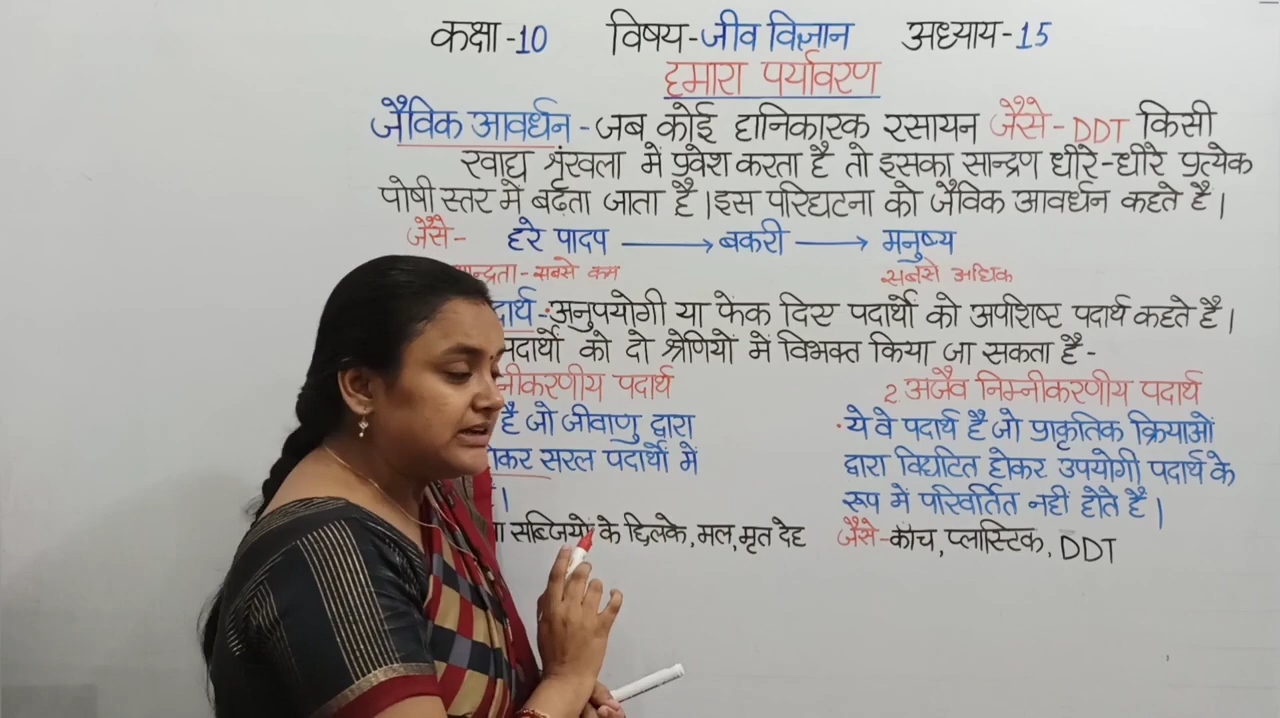 कक्षा-10 विषय-जीव विज्ञान अध्याय-15
हमारा पर्यावरण
जैविक आवर्धन - जब कोई हानिकारक रसायन जैसे- DDT किसी
खाद्य श्रृंखला में प्रवेश करता है तो इसका सान्द्रण धीरे-धीरे प्रत्येक
पोषी स्तर में बढ़ता जाता है। इस परिघटना को जैविक आवर्धन कहते है।
जैसे- हरे पादप → बकरी → मनुष्य
न्द्रता- सबसे कम सबसे अधिक
दार्थ - अनुपयोगी या फेंक दिए पदार्थो को अपशिष्ट पदार्थ कहते है।
पदार्थो को दो श्रेणियों में विभक्त किया जा सकता है-
नीकरणीय पदार्थ 2. अजैव निम्नीकरणीय पदार्थ
है जो जीवाणु द्वारा ये वे पदार्थ है जो प्राकृतिक क्रियाओं
होकर सरल पदार्थो में द्वारा विघटित होकर उपयोगी पदार्थ के
है। रूप में परिवर्तित नहीं होते है।
सब्जियों के छिलके, मल, मृत देह जैसे- काँच, प्लास्टिक, DDT